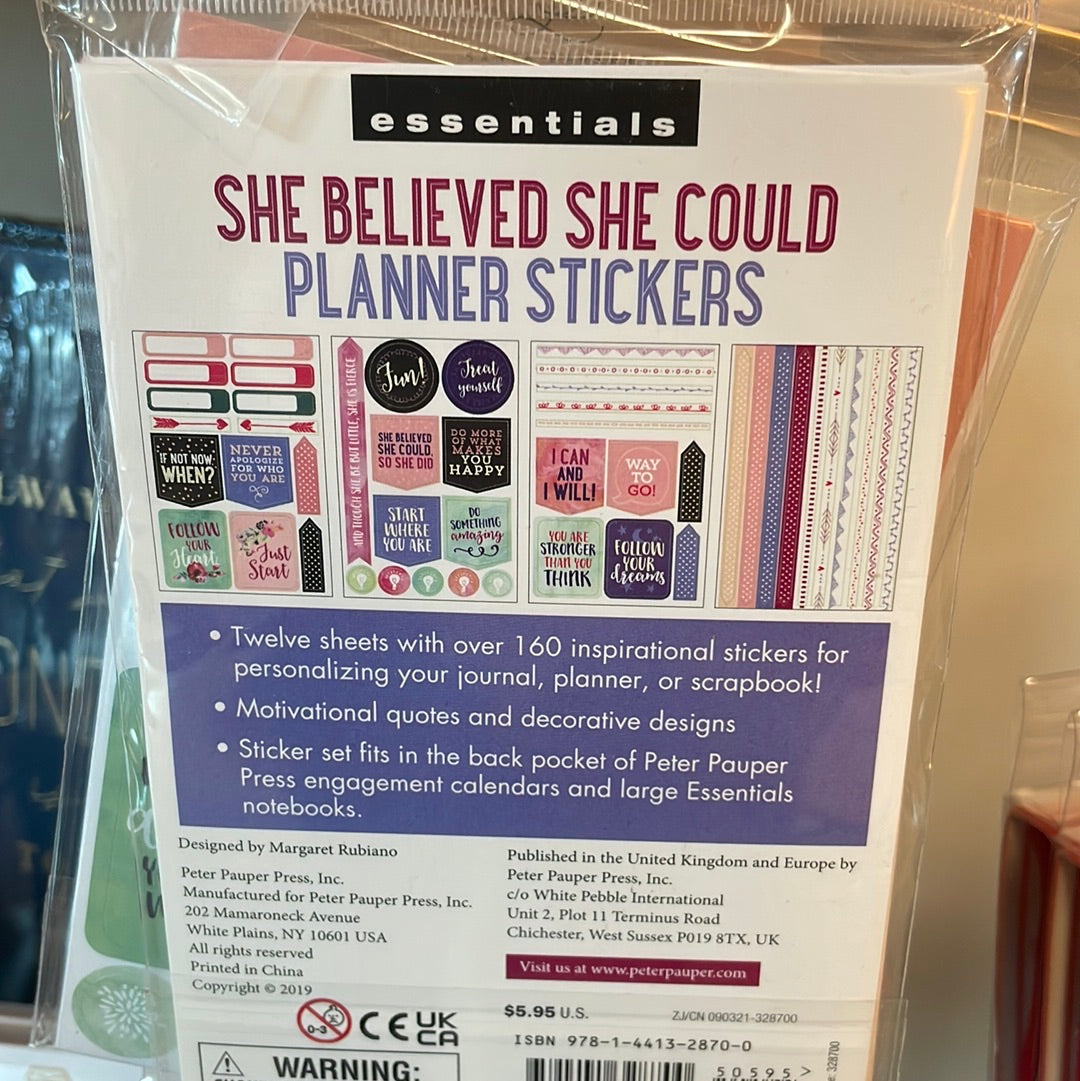 essentials
SHE BELIEVED SHE COULD
PLANNER STICKERS
AND THOUGH SHE BE BUT LITTLE, SHE IS FIERCE
Fun!
Treat
yourself
IF NOT NOW
WHEN?
NEVER
APOLOGIZE
FOR WHO
YOU ARE
SHE BELIEVED
SHE COULD,
SO SHE DID
DO MORE
OF WHAT
MAKES
YOU
HAPPY
I CAN
AND
I WILL!
WAY
TO
GO!
FOLLOW
YOUR
Heart
Just
Start
START
WHERE
YOU ARE
DO
SOMETHING
amazing
YOU ARE
STRONGER
THAN YOU
THINK
FOLLOW
YOUR
dreams
• Twelve sheets with over 160 inspirational stickers for
personalizing your journal, planner, or scrapbook!
• Motivational quotes and decorative designs
• Sticker set fits in the back pocket of Peter Pauper
Press engagement calendars and large Essentials
notebooks.
Designed by Margaret Rubiano
Peter Pauper Press, Inc.
Manufactured for Peter Pauper Press, Inc.
202 Mamaroneck Avenue
White Plains, NY 10601 USA
All rights reserved
Printed in China
Copyright © 2019
Published in the United Kingdom and Europe by
Peter Pauper Press, Inc.
c/o White Pebble International
Unit 2, Plot 11 Terminus Road
Chichester, West Sussex P019 8TX, UK
Visit us at www.peterpauper.com
0-3
CE
UK
CA
$5.95 U.S.
ZJ/CN 090321-328700
ISBN 978-1-4413-2870-0
WARNING:
50595>
328700